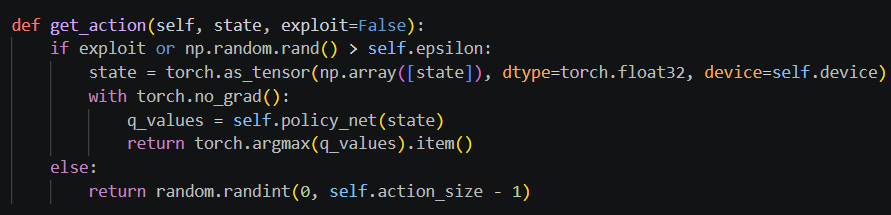 def get_action(self, state, exploit=False):
    if exploit or np.random.rand() > self.epsilon:
        state = torch.as_tensor(np.array([state]), dtype=torch.float32, device=self.device)
        with torch.no_grad():
            q_values = self.policy_net(state)
            return torch.argmax(q_values).item()
    else:
        return random.randint(0, self.action_size - 1)